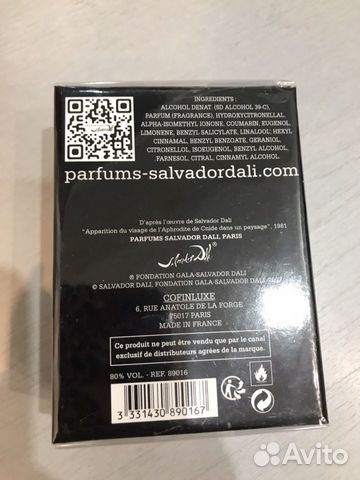 INGREDIENTS :
ALCOHOL DENAT. (SD ALCOHOL 39-C),
PARFUM (FRAGRANCE), HYDROXYCITRONELLAL,
ALPHA-ISOMETHYL IONONE, COUMARIN, EUGENOL,
LIMONENE, BENZYL SALICYLATE, LINALOOL; HEXYL
CINNAMAL, BENZYL BENZOATE, GERANIOL,
CITRONELLOL, ISOEUGENOL, BENZYL ALCOHOL,
FARNESOL, CITRAL, CINNAMYL ALCOHOL.
parfums-salvadordali.com
D'après l'œuvre de Salvador Dali
"Apparition du visage de l'Aphrodite de Cnide dans un paysage", 1981
PARFUMS SALVADOR DALI, PARIS
® FONDATION GALA-SALVADOR DALI
© SALVADOR DALI, FONDATION GALA-SALVADOR DALI
COFINLUXE
6, RUE ANATOLE DE LA FORGE
75017 PARIS
MADE IN FRANCE
Ce produit ne peut être vendu que par le canal
exclusif de distributeurs agréés de la marque.
80% VOL. - REF. 89016
3 331430 890167
Avito